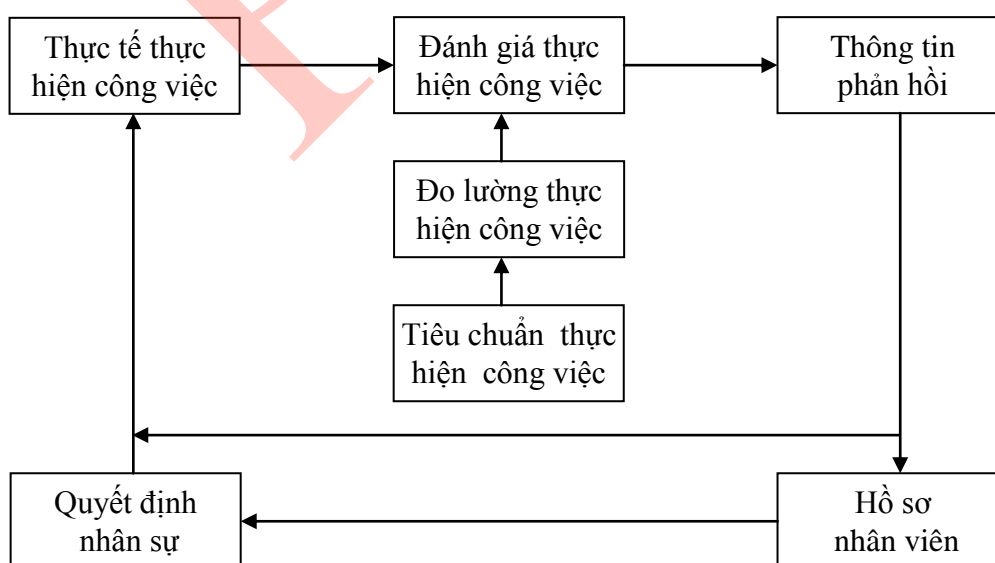 Thực tế thực
hiện công việc
Đánh giá thực
hiện công việc
Thông tin
phản hồi
Đo lường thực
hiện công việc
Tiêu chuẩn thực
hiện công việc
Quyết định
nhân sự
Hồ sơ
nhân viên